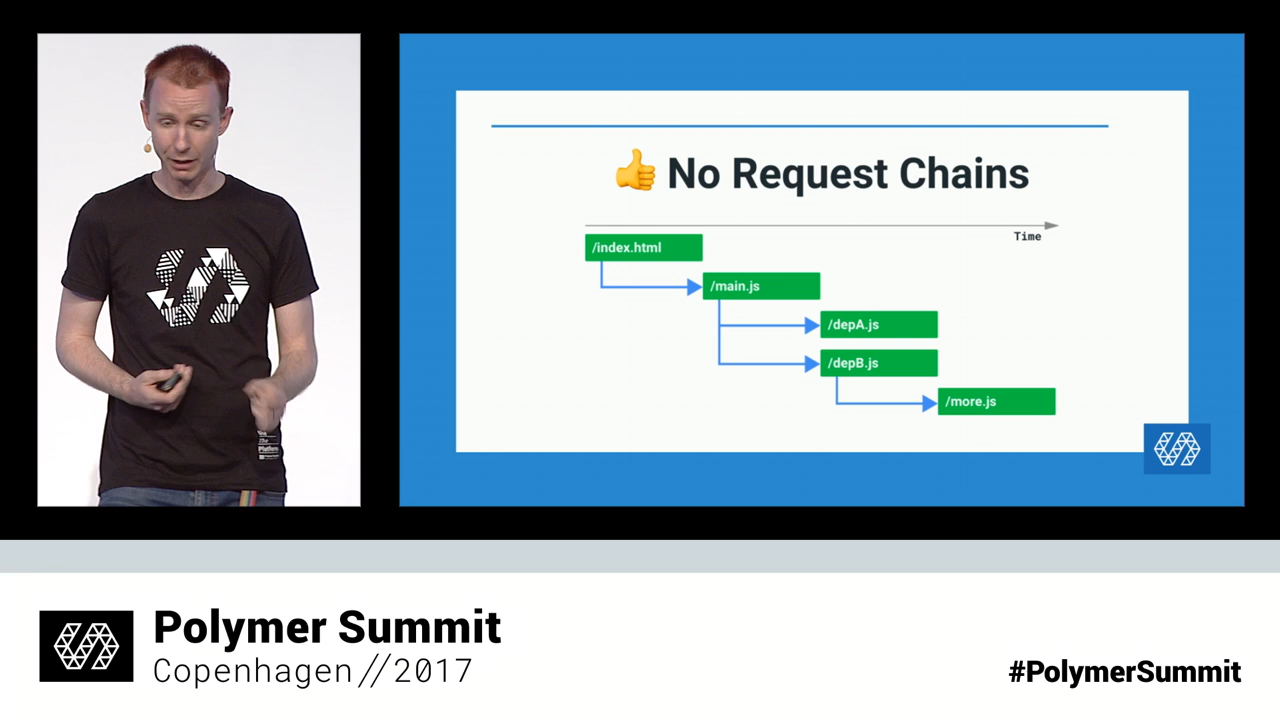 No Request Chains
Time
/index.html
/main.js
/depA.js
/depB.js
/more.js
Polymer Summit
Copenhagen//2017
#PolymerSummit